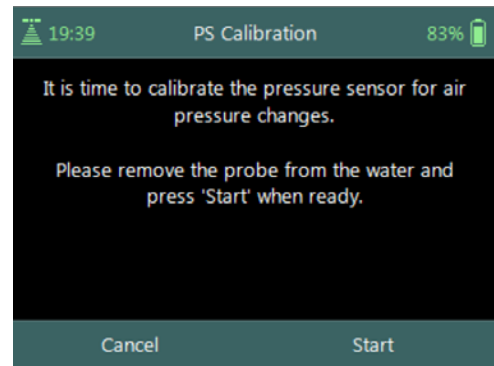 19:39 PS Calibration 83%
It is time to calibrate the pressure sensor for air
pressure changes.
Please remove the probe from the water and
press 'Start' when ready.
Cancel Start